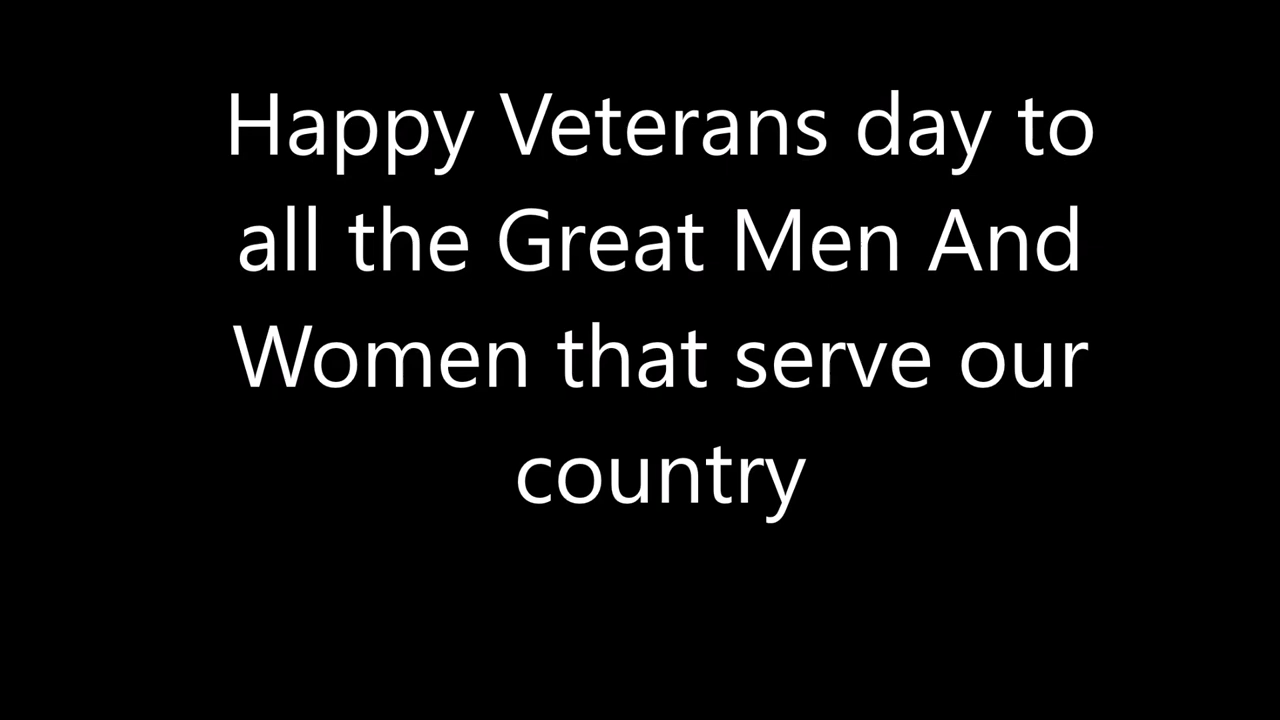 Happy Veterans day to
all the Great Men And
Women that serve our
country